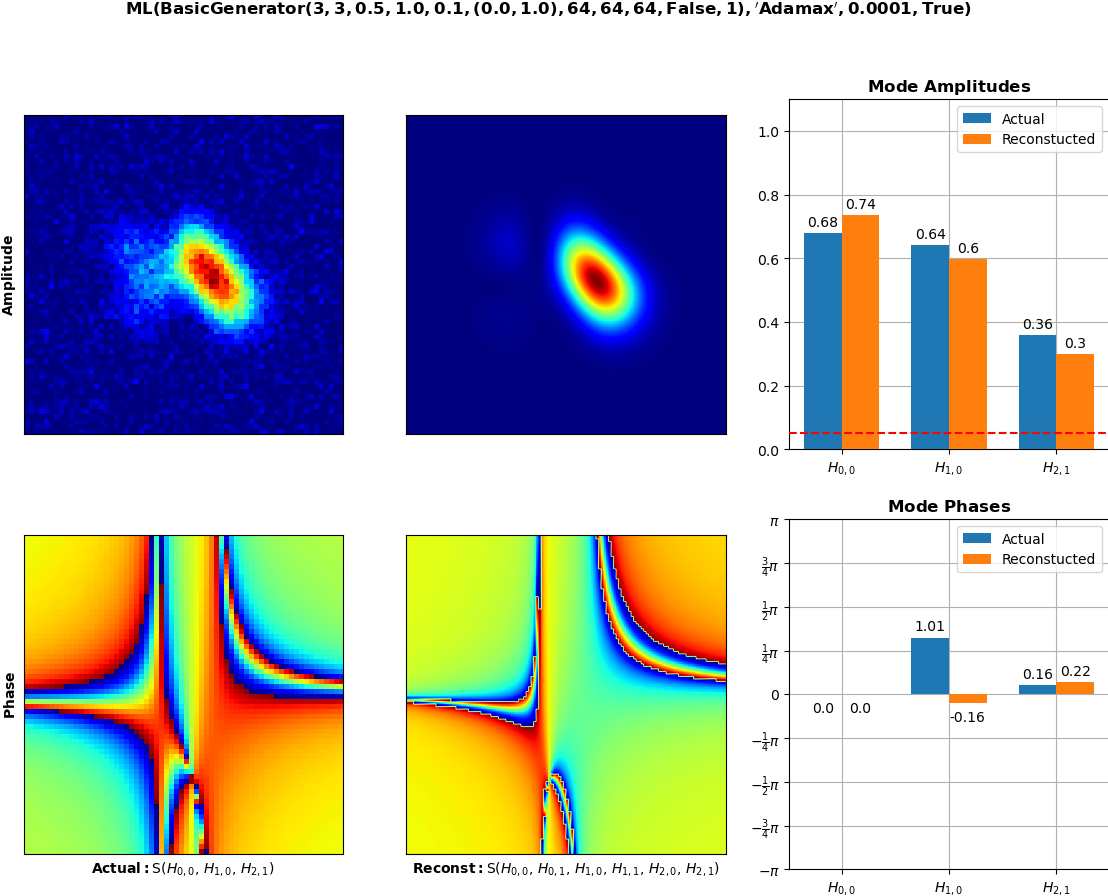 ML(BasicGenerator(3, 3, 0.5, 1.0, 0.1, (0.0, 1.0), 64, 64, 64, False, 1), ′Adamax′, 0.0001, True)
Amplitude
Mode Amplitudes
Actual
Reconstucted
1.0
0.8
0.6
0.4
0.2
0.0
0.68
0.74
0.64
0.6
0.36
0.3
H0,0
H1,0
H2,1
Phase
Actual: S(H0,0, H1,0, H2,1)
Reconst: S(H0,0, H0,1, H1,0, H1,1, H2,0, H2,1)
Mode Phases
Actual
Reconstucted
π
3/4π
1/2π
1/4π
0
−1/4π
−1/2π
−3/4π
−π
0.0
0.0
1.01
-0.16
0.16
0.22
H0,0
H1,0
H2,1